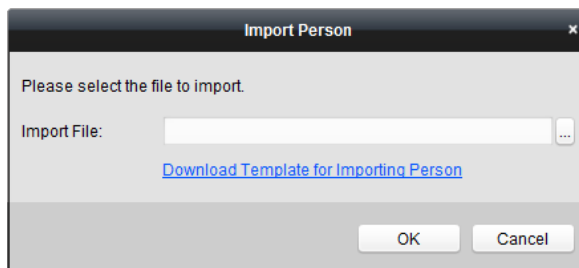 Import Person
×
Please select the file to import.
Import File:
...
Download Template for Importing Person
OK Cancel